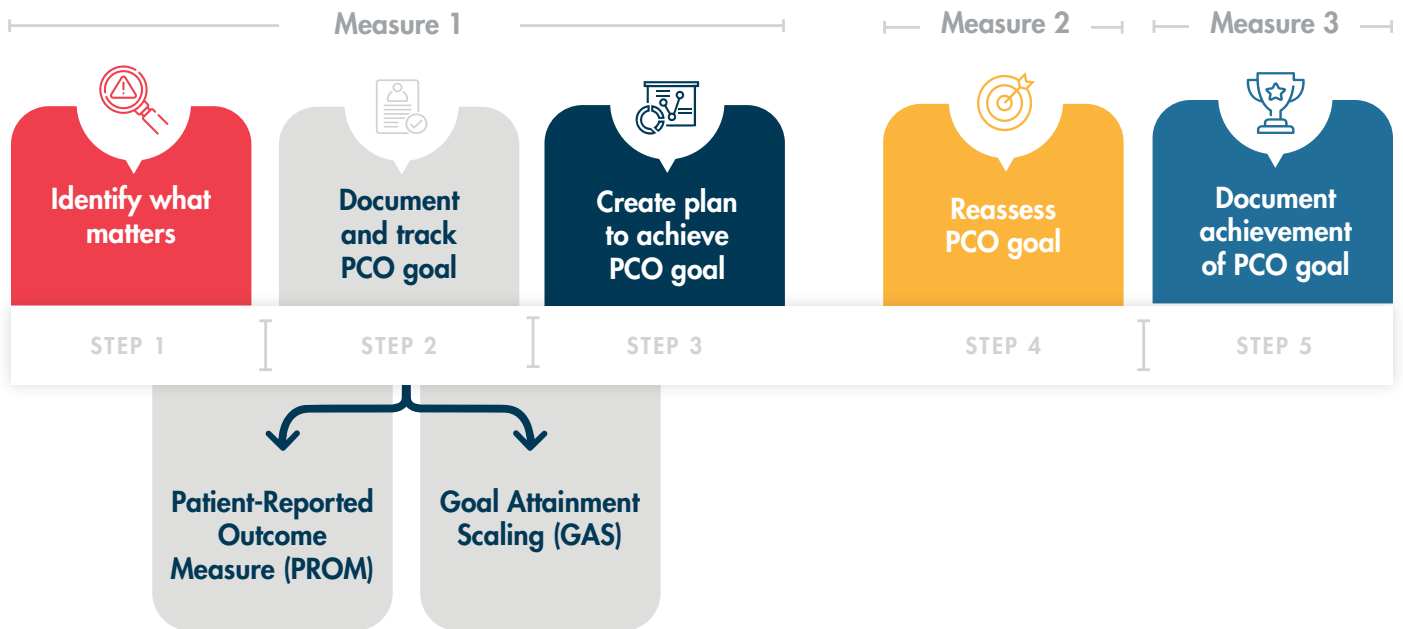 Measure 1
Measure 2
Measure 3
Identify what
matters
Document
and track
PCO goal
Create plan
to achieve
PCO goal
Reassess
PCO goal
Document
achievement
of PCO goal
STEP 1
STEP 2
STEP 3
STEP 4
STEP 5
Patient-Reported
Outcome
Measure (PROM)
Goal Attainment
Scaling (GAS)